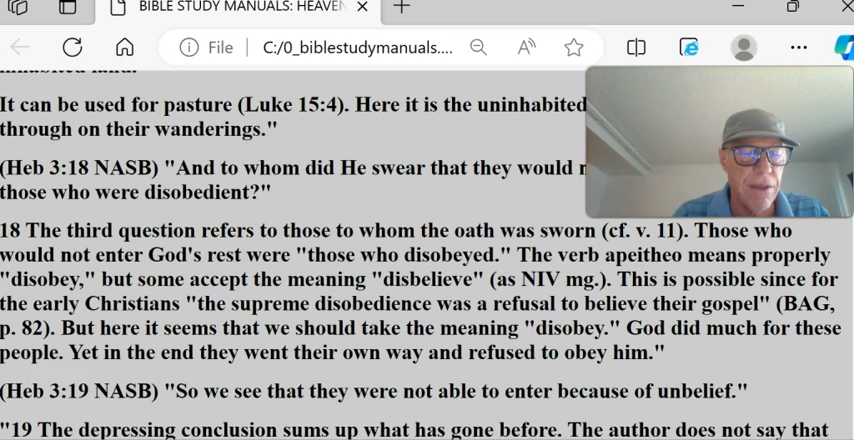 BIBLE STUDY MANUALS: HEAVEN
File
C:/0_biblestudymanuals....
inhabited land.
It can be used for pasture (Luke 15:4). Here it is the uninhabited
through on their wanderings."
(Heb 3:18 NASB) "And to whom did He swear that they would
those who were disobedient?"
18 The third question refers to those to whom the oath was sworn (cf. v. 11). Those who
would not enter God's rest were "those who disobeyed." The verb apeitheo means properly
"disobey," but some accept the meaning "disbelieve" (as NIV mg.). This is possible since for
the early Christians "the supreme disobedience was a refusal to believe their gospel" (BAG,
p. 82). But here it seems that we should take the meaning "disobey." God did much for these
people. Yet in the end they went their own way and refused to obey him."
(Heb 3:19 NASB) "So we see that they were not able to enter because of unbelief."
"19 The depressing conclusion sums up what has gone before. The author does not say that